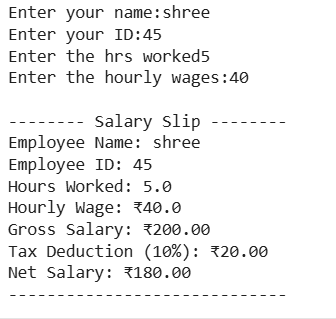 Enter your name:shree
Enter your ID:45
Enter the hrs worked5
Enter the hourly wages:40

-------- Salary Slip --------
Employee Name: shree
Employee ID: 45
Hours Worked: 5.0
Hourly Wage: ₹40.0
Gross Salary: ₹200.00
Tax Deduction (10%): ₹20.00
Net Salary: ₹180.00
-----------------------------